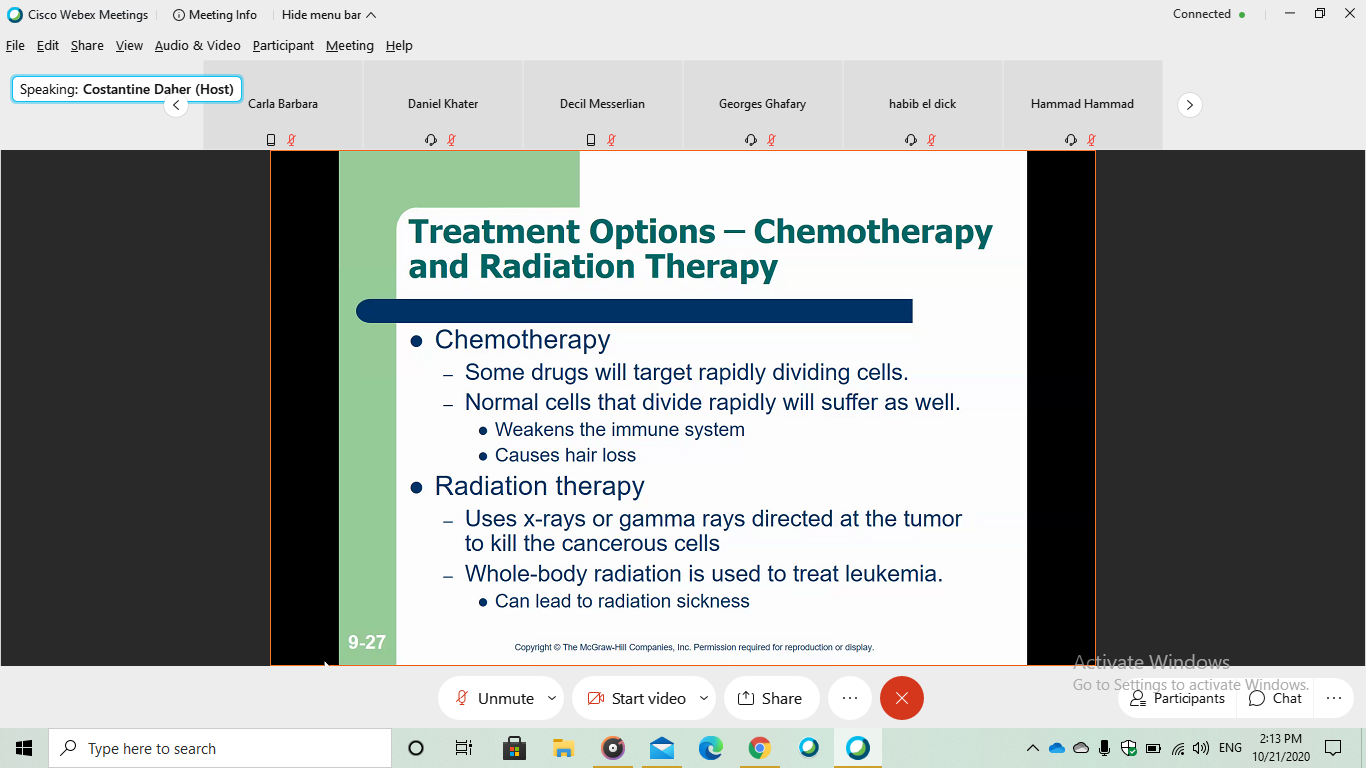 Cisco Webex Meetings
Meeting Info
Hide menu bar
Connected
File Edit Share View Audio & Video Participant Meeting Help
Speaking: Costantine Daher (Host)
Carla Barbara
Daniel Khater
Decil Messerlian
Georges Ghafary
habib el dick
Hammad Hammad
Treatment Options – Chemotherapy
and Radiation Therapy
● Chemotherapy
– Some drugs will target rapidly dividing cells.
– Normal cells that divide rapidly will suffer as well.
● Weakens the immune system
● Causes hair loss
● Radiation therapy
– Uses x-rays or gamma rays directed at the tumor
to kill the cancerous cells
– Whole-body radiation is used to treat leukemia.
● Can lead to radiation sickness
9-27
Copyright © The McGraw-Hill Companies, Inc. Permission required for reproduction or display.
Activate Windows
Go to Settings to activate Windows.
Unmute
Start video
Share
Participants
Chat
Type here to search
ENG
2:13 PM
10/21/2020